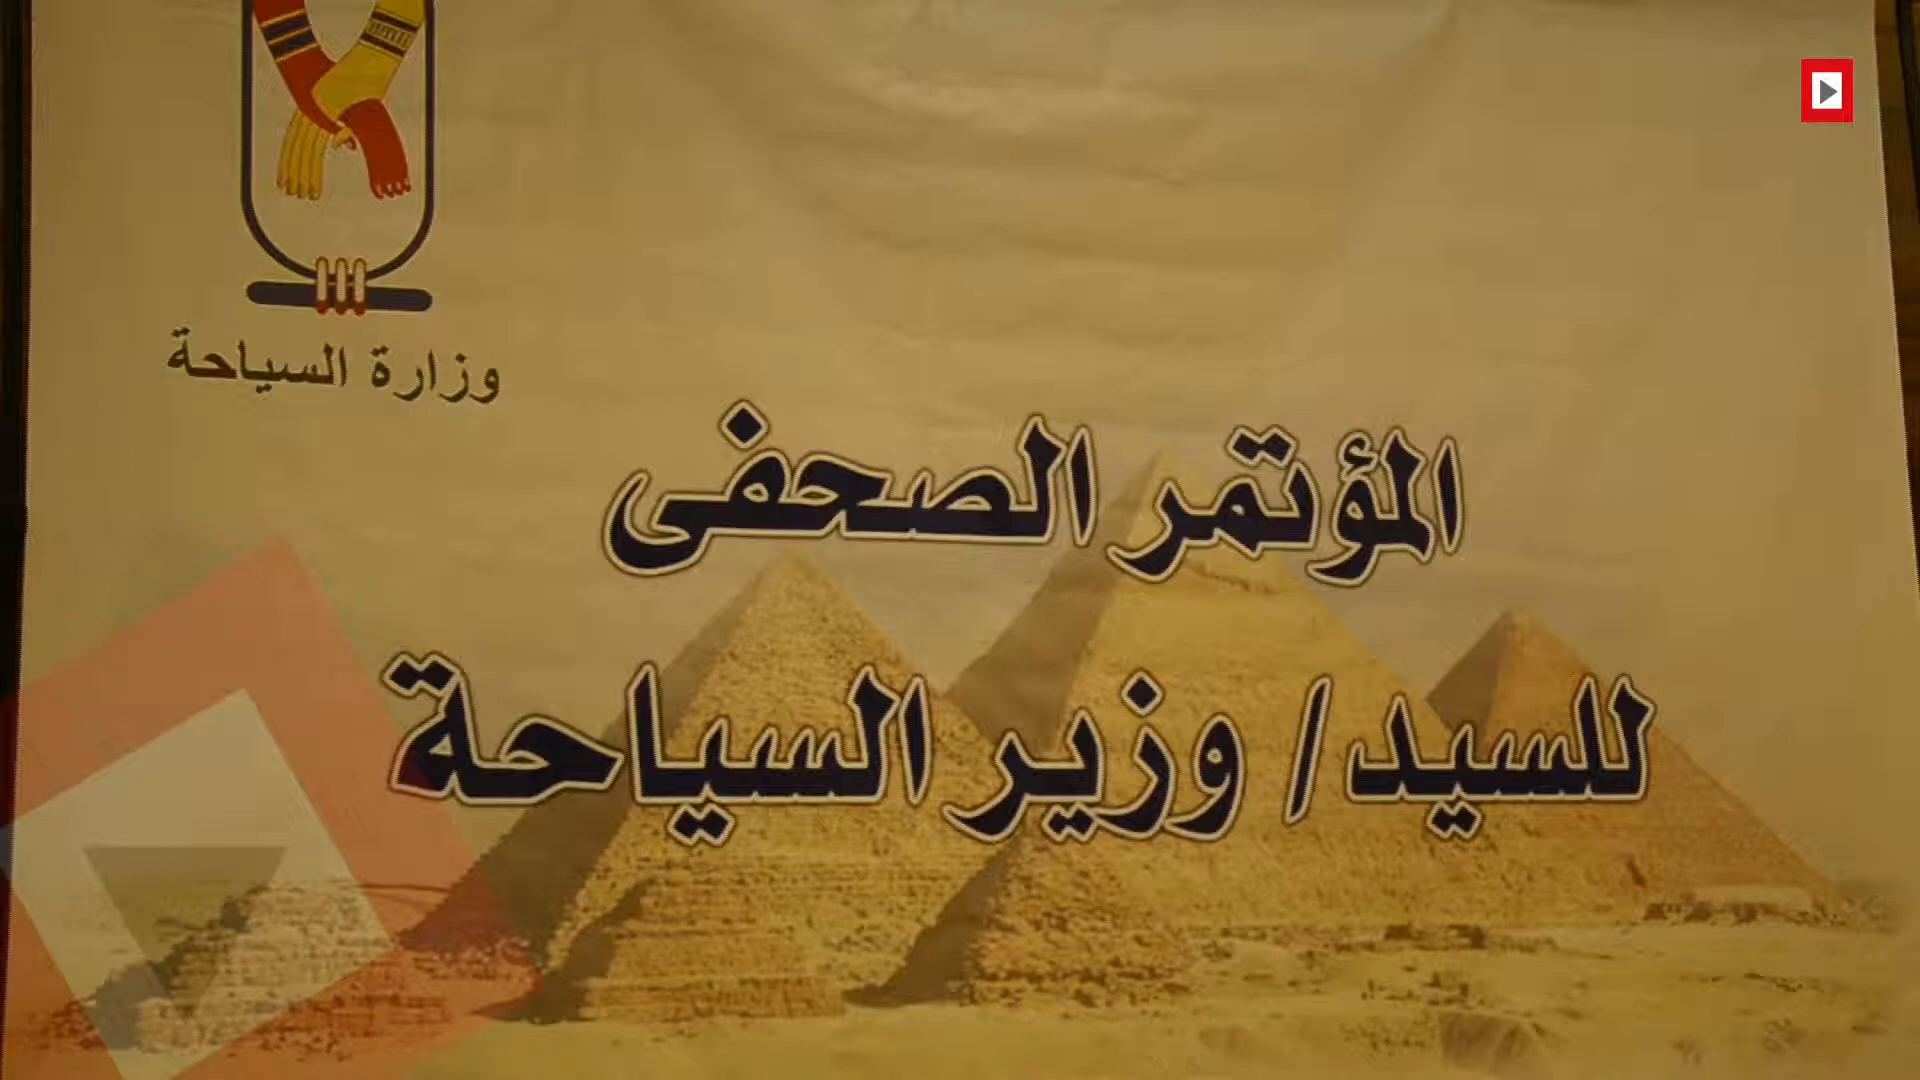 وزارة السياحة
المؤتمر الصحفى
للسيد / وزير السياحة